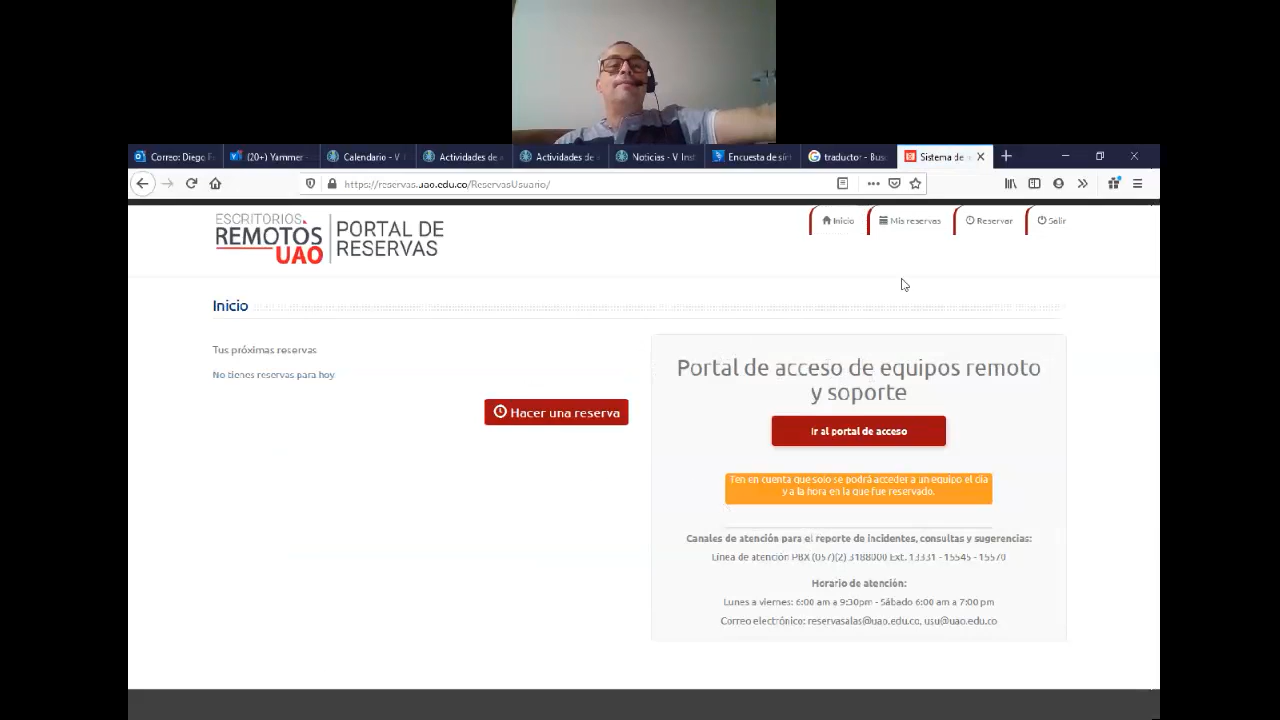 Correo: Diego F
(20+) Yammer
Calendario - V
Actividades de
Actividades de
Noticias - V. Inst
Encuesta de sín
traductor - Bus
Sistema de
https://reservas.uao.edu.co/ReservasUsuario/
ESCRITORIOS
REMOTOS
UAO
PORTAL DE
RESERVAS
Inicio
Mis reservas
Reservar
Salir
Inicio
Tus próximas reservas
No tienes reservas para hoy
Hacer una reserva
Portal de acceso de equipos remoto
y soporte
Ir al portal de acceso
Ten en cuenta que solo se podrá acceder a un equipo el día
y a la hora en la que fue reservado.
Canales de atención para el reporte de incidentes, consultas y sugerencias:
Línea de atención PBX (057)(2) 3188000 Ext. 13331 - 15545 - 15570
Horario de atención:
Lunes a viernes: 6:00 am a 9:30pm - Sábado 6:00 am a 7:00 pm
Correo electrónico: reservasalas@uao.edu.co, usu@uao.edu.co